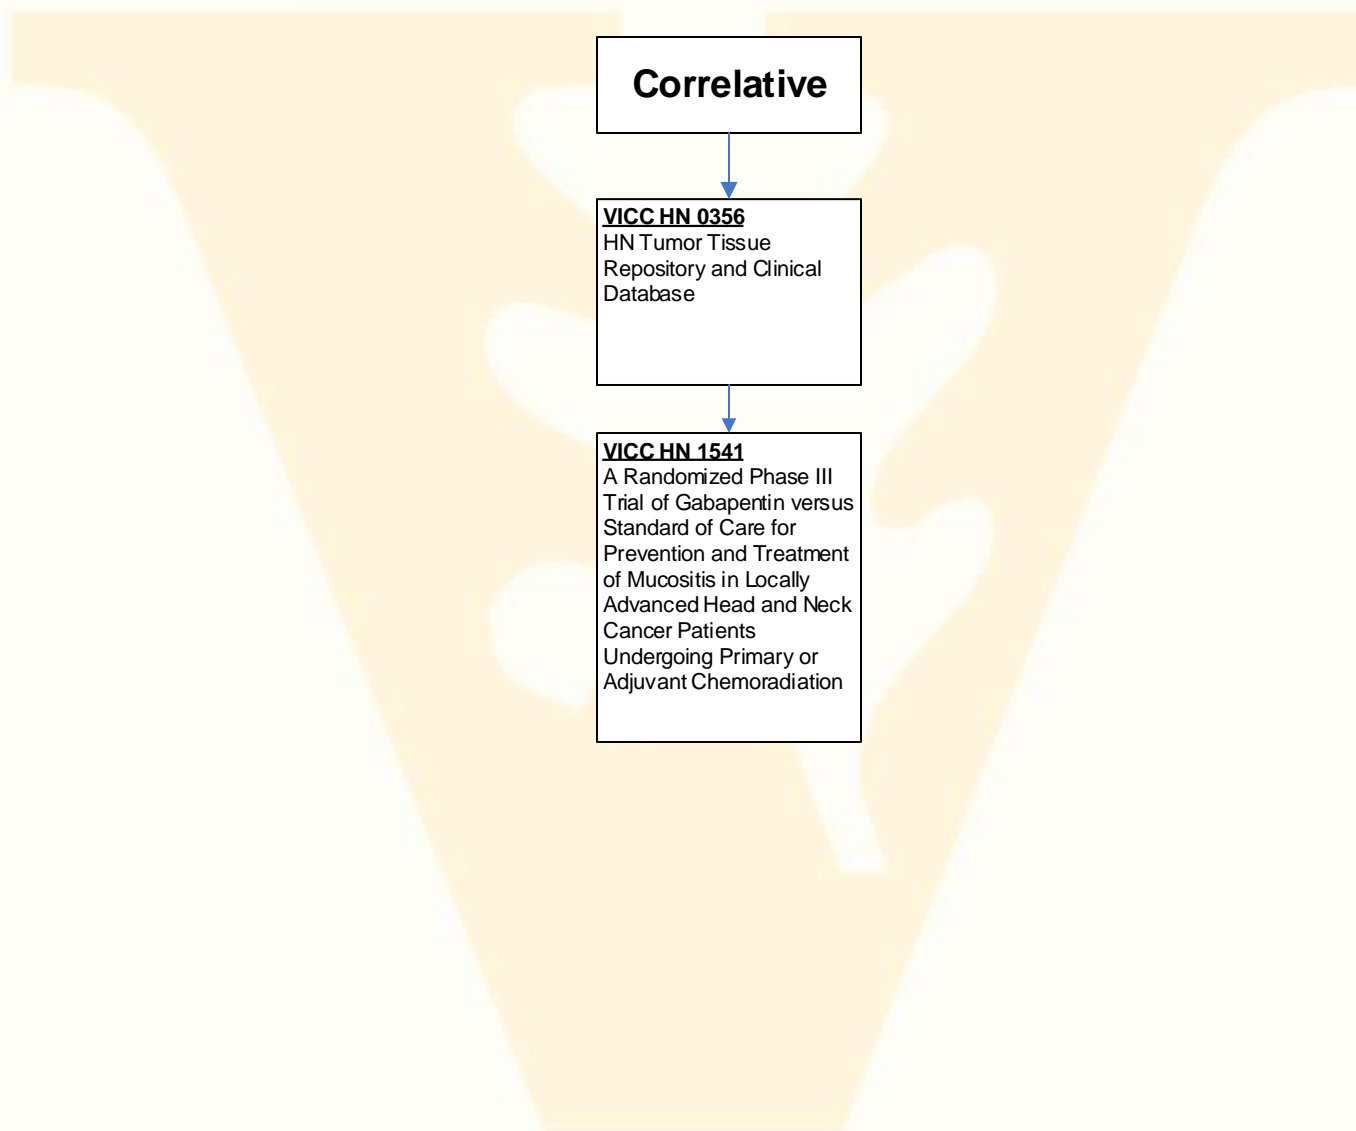 Correlative
VICC HN 0356
HN Tumor Tissue
Repository and Clinical
Database
VICC HN 1541
A Randomized Phase III
Trial of Gabapentin versus
Standard of Care for
Prevention and Treatment
of Mucositis in Locally
Advanced Head and Neck
Cancer Patients
Undergoing Primary or
Adjuvant Chemoradiation